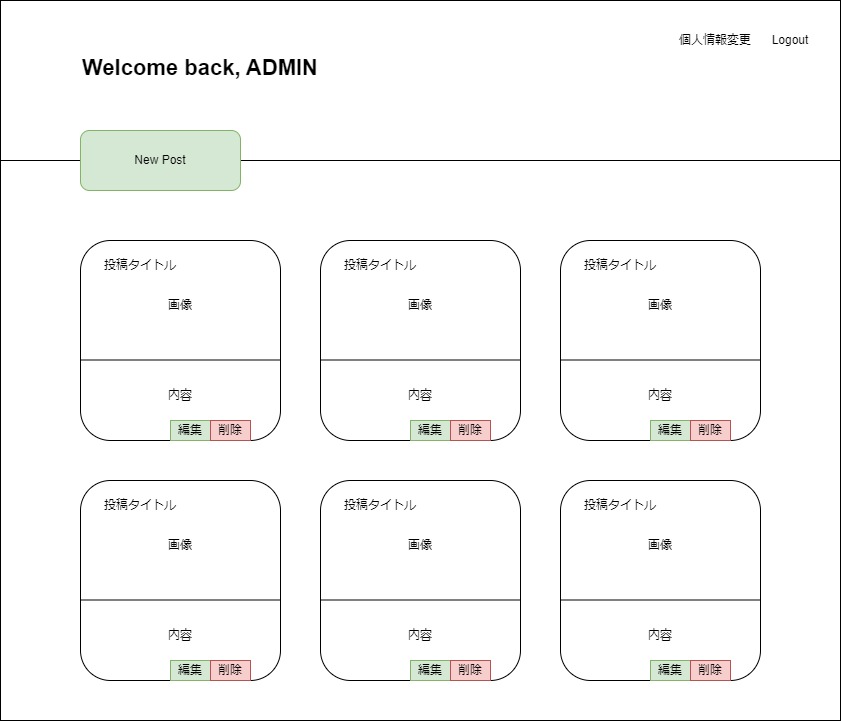 個人情報変更 Logout
Welcome back, ADMIN
New Post
投稿タイトル 投稿タイトル 投稿タイトル
画像 画像 画像
内容 内容 内容
編集 削除 編集 削除 編集 削除
投稿タイトル 投稿タイトル 投稿タイトル
画像 画像 画像
内容 内容 内容
編集 削除 編集 削除 編集 削除